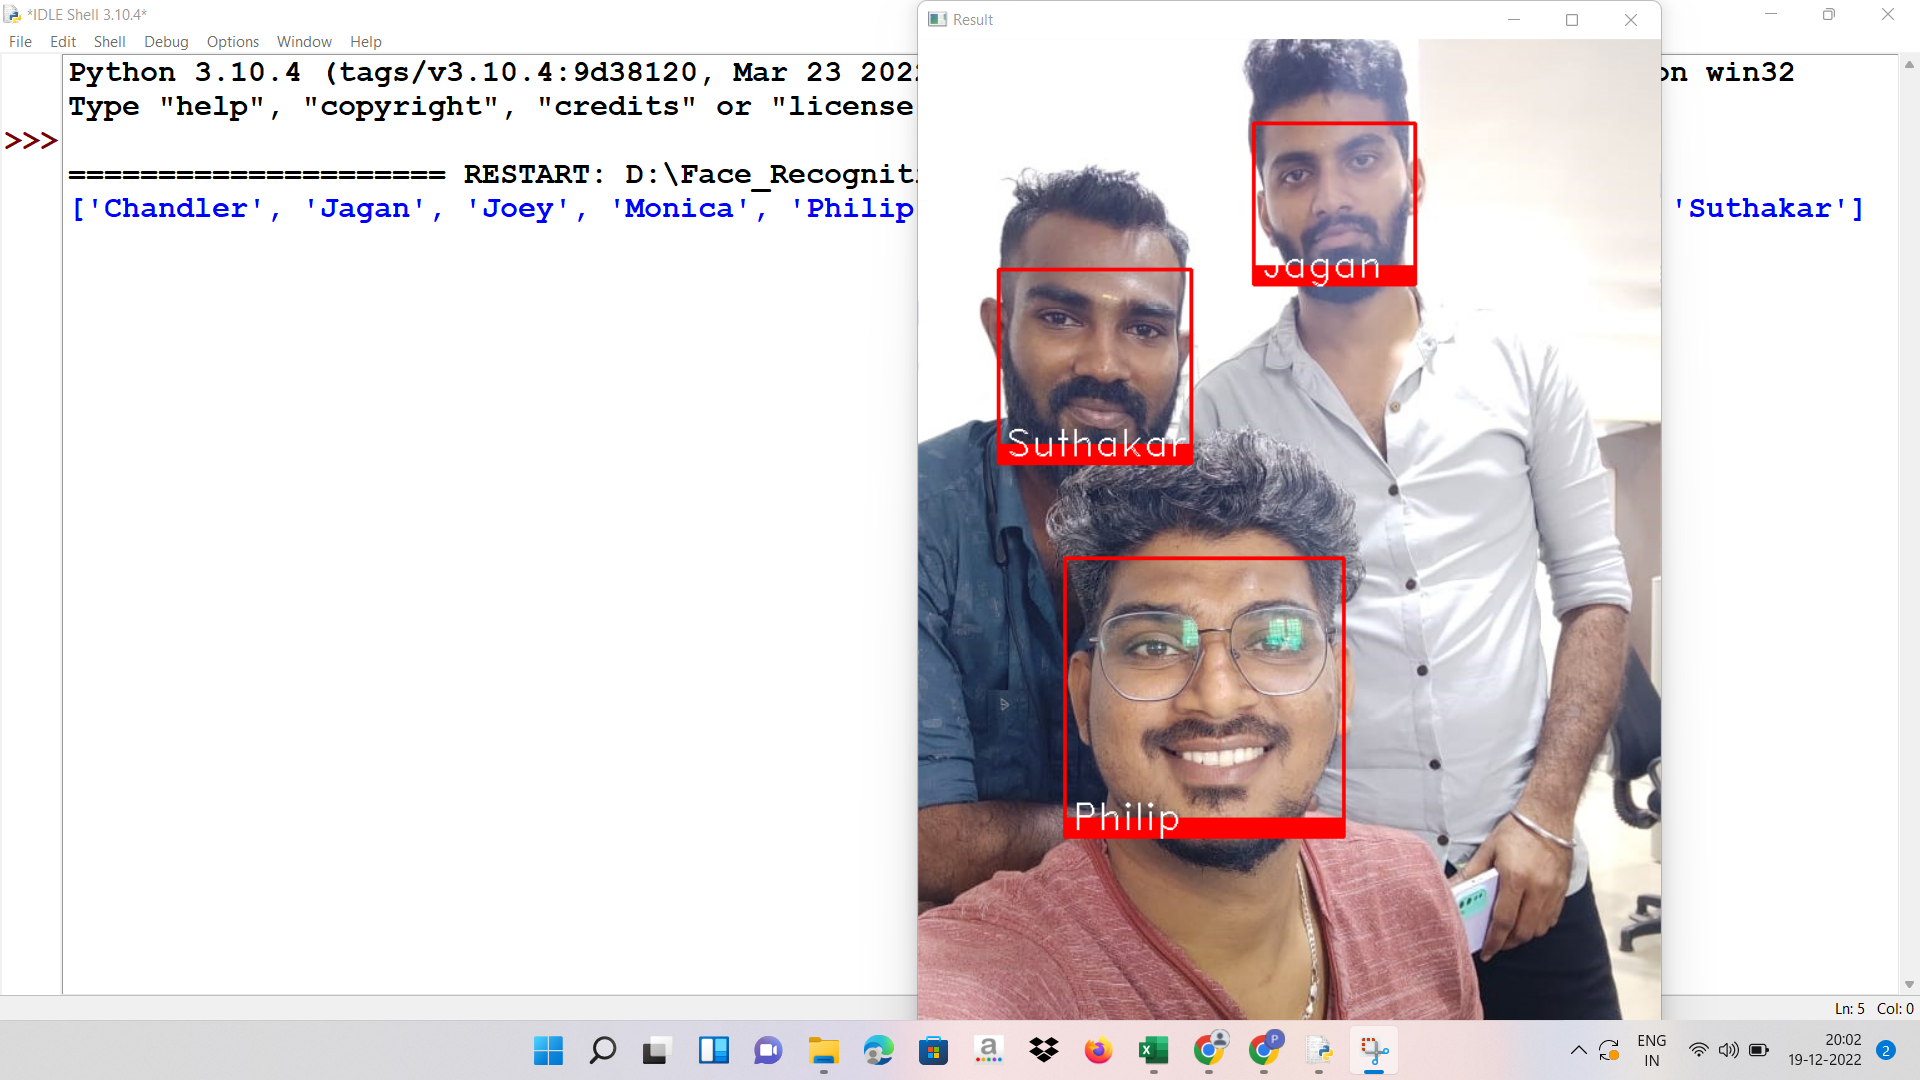 *IDLE Shell 3.10.4*
File Edit Shell Debug Options Window Help
Python 3.10.4 (tags/v3.10.4:9d38120, Mar 23 202
on win32
Type "help", "copyright", "credits" or "license
>>>
===================== RESTART: D:\Face_Recognit
['Chandler', 'Jagan', 'Joey', 'Monica', 'Philip
'Suthakar']
Result
Jagan
Suthakar
Philip
Ln: 5 Col: 0
ENG
IN
20:02
19-12-2022
2